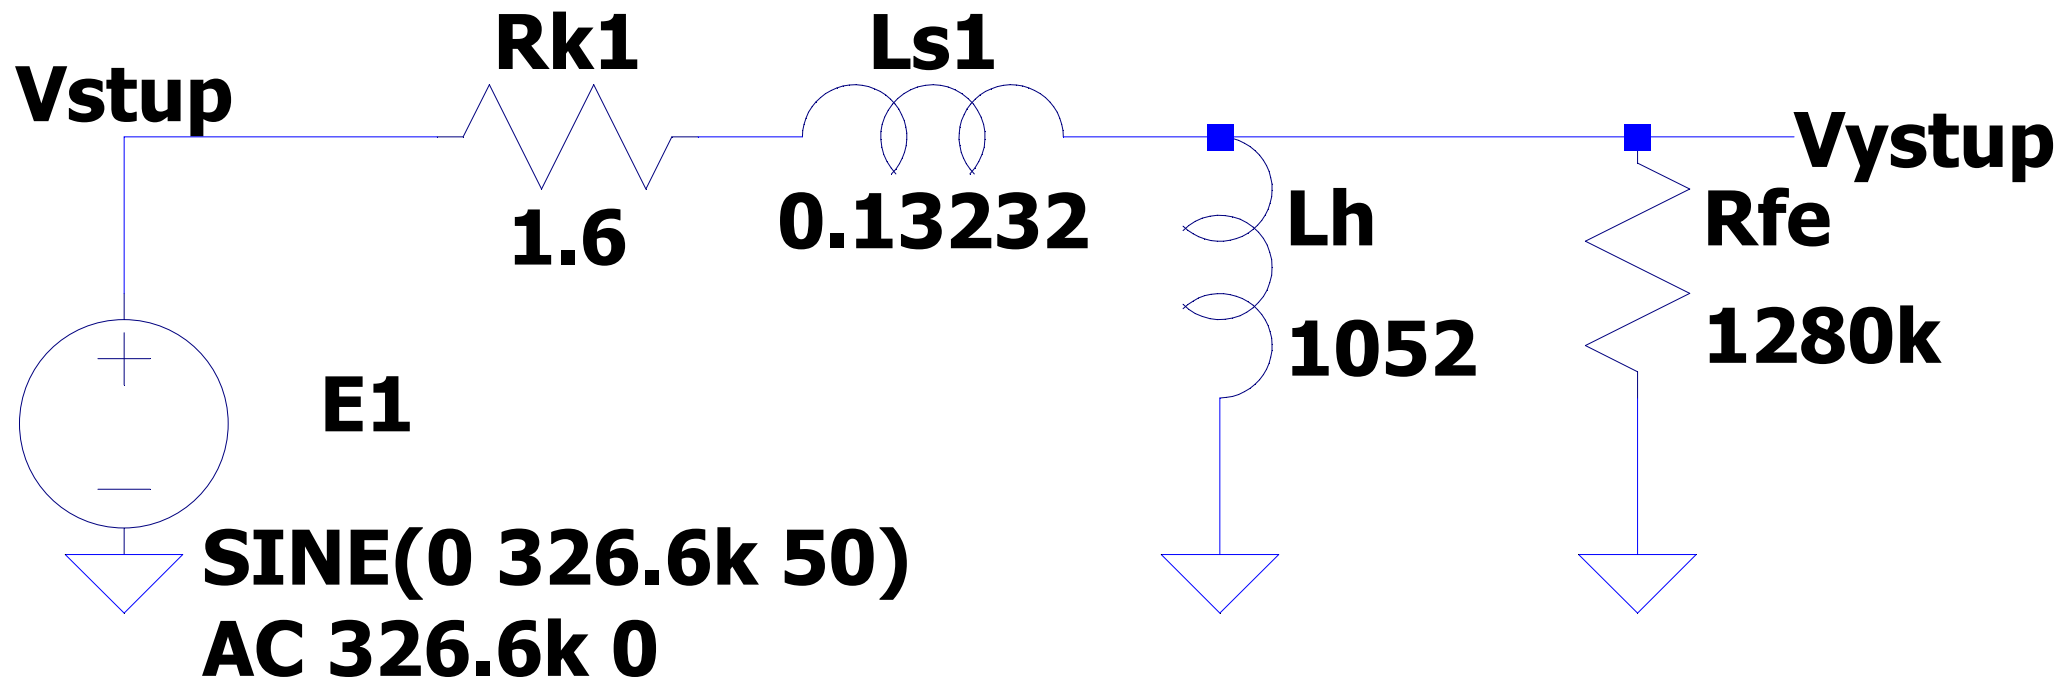 Vstup
Rk1
1.6
Ls1
0.13232
Vystup
Lh
1052
Rfe
1280k
E1
SINE(0 326.6k 50)
AC 326.6k 0